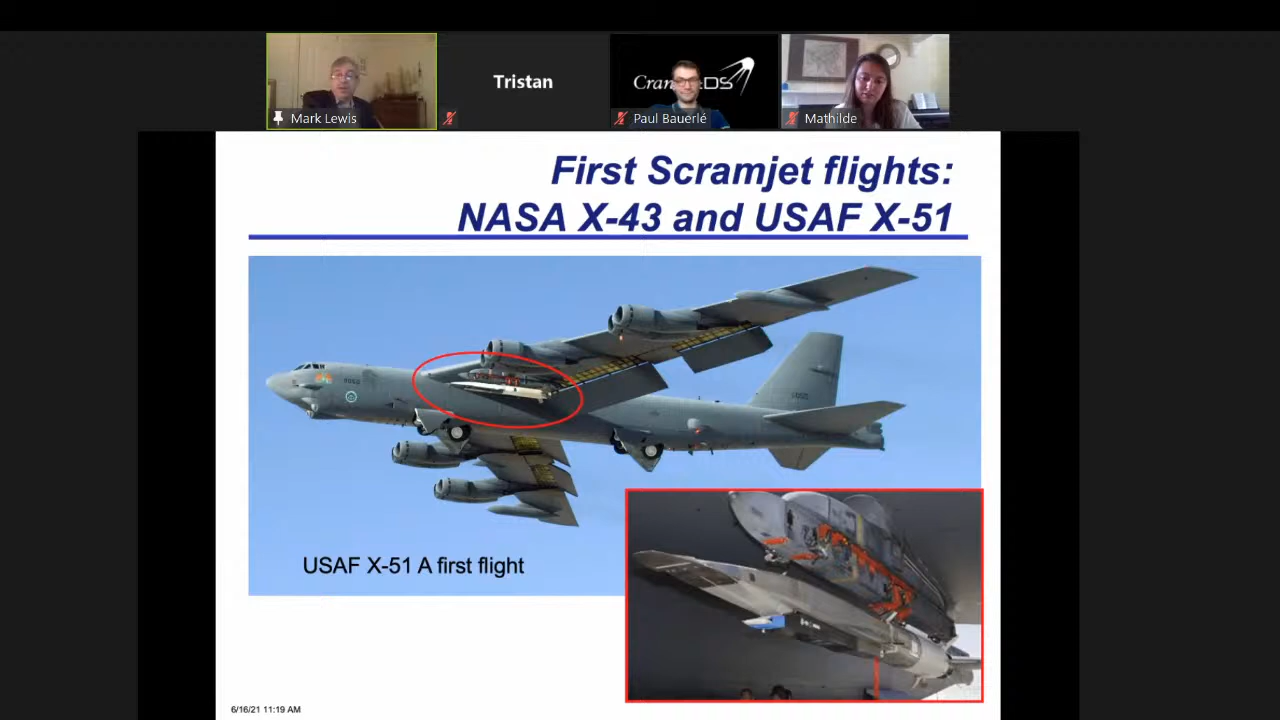 Mark Lewis
Tristan
Paul Bauerlé
Mathilde
First Scramjet flights:
NASA X-43 and USAF X-51
USAF X-51 A first flight
6/16/21 11:19 AM